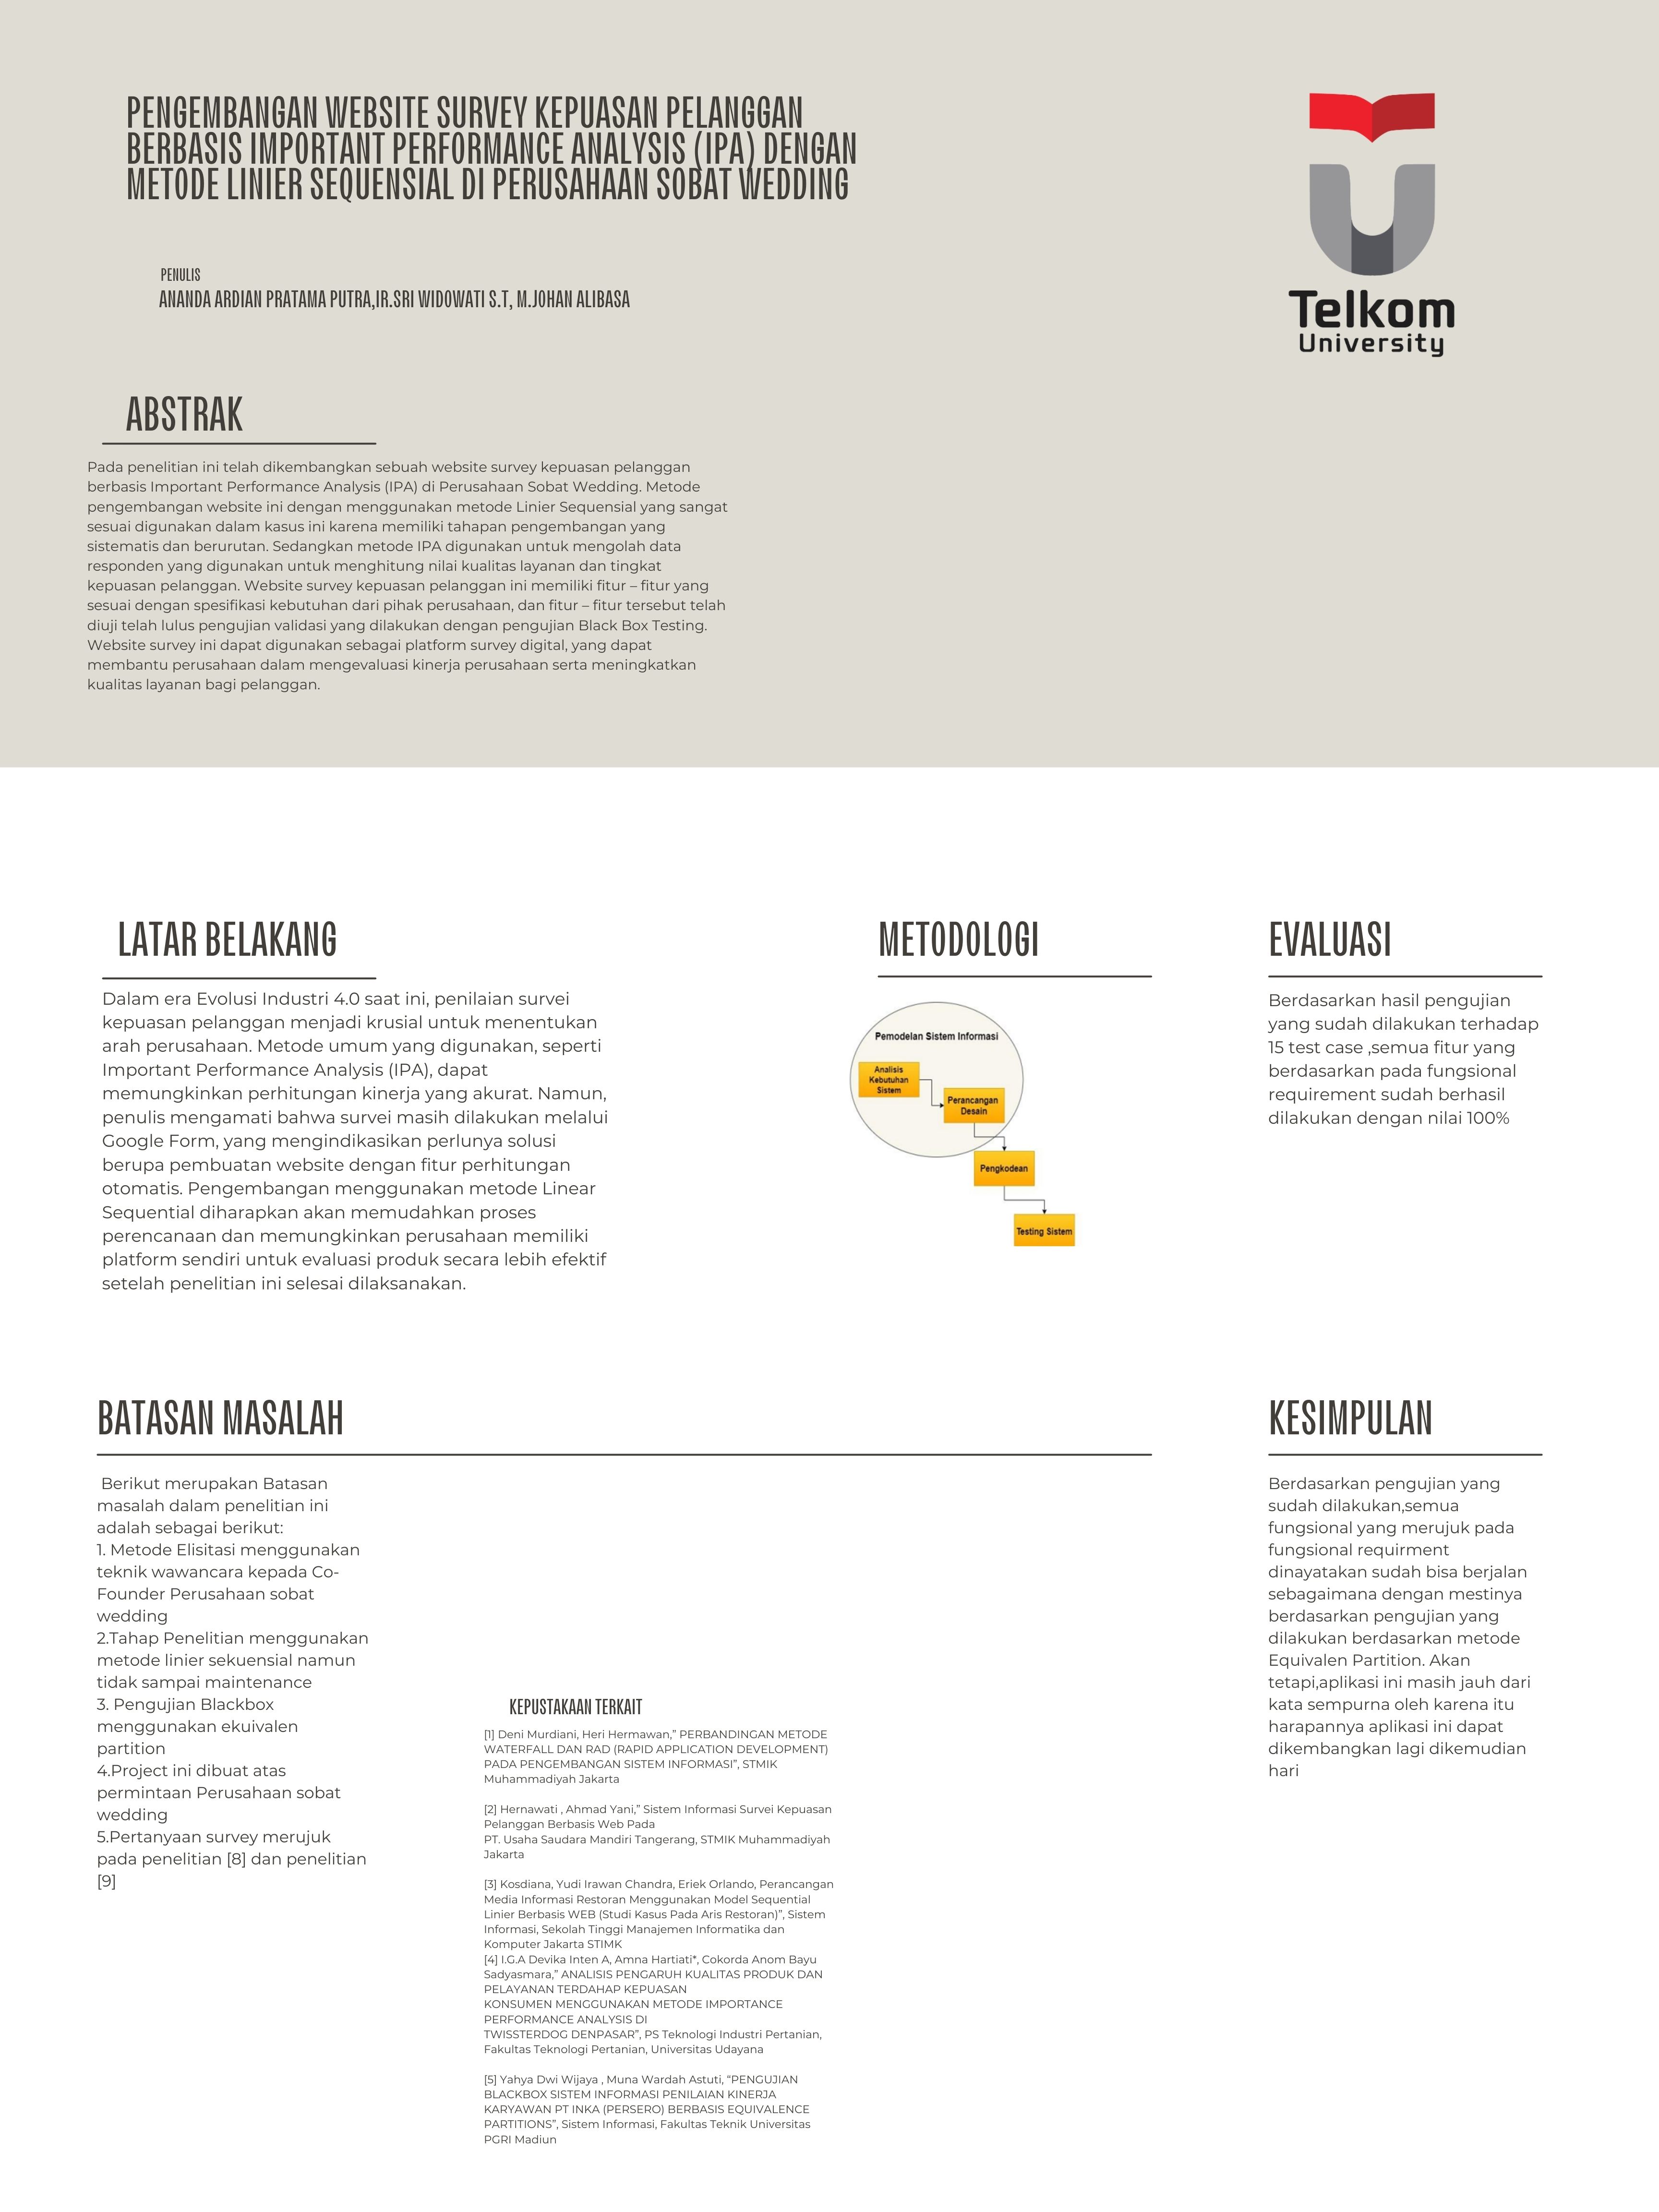 PENGEMBANGAN WEBSITE SURVEY KEPUASAN PELANGGAN
BERBASIS IMPORTANT PERFORMANCE ANALYSIS (IPA) DENGAN
METODE LINIER SEQUENSIAL DI PERUSAHAAN SOBAT WEDDING
PENULIS
ANANDA ARDIAN PRATAMA PUTRA,IR.SRI WIDOWATI S.T, M.JOHAN ALIBASA
Telkom
University
ABSTRAK
Pada penelitian ini telah dikembangkan sebuah website survey kepuasan pelanggan
berbasis Important Performance Analysis (IPA) di Perusahaan Sobat Wedding. Metode
pengembangan website ini dengan menggunakan metode Linier Sequensial yang sangat
sesuai digunakan dalam kasus ini karena memiliki tahapan pengembangan yang
sistematis dan berurutan. Sedangkan metode IPA digunakan untuk mengolah data
responden yang digunakan untuk menghitung nilai kualitas layanan dan tingkat
kepuasan pelanggan. Website survey kepuasan pelanggan ini memiliki fitur – fitur yang
sesuai dengan spesifikasi kebutuhan dari pihak perusahaan, dan fitur – fitur tersebut telah
diuji telah lulus pengujian validasi yang dilakukan dengan pengujian Black Box Testing.
Website survey ini dapat digunakan sebagai platform survey digital, yang dapat
membantu perusahaan dalam mengevaluasi kinerja perusahaan serta meningkatkan
kualitas layanan bagi pelanggan.
LATAR BELAKANG
Dalam era Evolusi Industri 4.0 saat ini, penilaian survei
kepuasan pelanggan menjadi krusial untuk menentukan
arah perusahaan. Metode umum yang digunakan, seperti
Important Performance Analysis (IPA), dapat
memungkinkan perhitungan kinerja yang akurat. Namun,
penulis mengamati bahwa survei masih dilakukan melalui
Google Form, yang mengindikasikan perlunya solusi
berupa pembuatan website dengan fitur perhitungan
otomatis. Pengembangan menggunakan metode Linear
Sequential diharapkan akan memudahkan proses
perencanaan dan memungkinkan perusahaan memiliki
platform sendiri untuk evaluasi produk secara lebih efektif
setelah penelitian ini selesai dilaksanakan.
METODOLOGI
Pemodelan Sistem Informasi
Analisis
Kebutuhan
Sistem
Perancangan
Desain
Pengkodean
Testing Sistem
EVALUASI
Berdasarkan hasil pengujian
yang sudah dilakukan terhadap
15 test case ,semua fitur yang
berdasarkan pada fungsional
requirement sudah berhasil
dilakukan dengan nilai 100%
BATASAN MASALAH
Berikut merupakan Batasan
masalah dalam penelitian ini
adalah sebagai berikut:
1. Metode Elisitasi menggunakan
teknik wawancara kepada Co-
Founder Perusahaan sobat
wedding
2.Tahap Penelitian menggunakan
metode linier sekuensial namun
tidak sampai maintenance
3. Pengujian Blackbox
menggunakan ekuivalen
partition
4.Project ini dibuat atas
permintaan Perusahaan sobat
wedding
5.Pertanyaan survey merujuk
pada penelitian [8] dan penelitian
[9]
KEPUSTAKAAN TERKAIT
[1] Deni Murdiani, Heri Hermawan,” PERBANDINGAN METODE
WATERFALL DAN RAD (RAPID APPLICATION DEVELOPMENT)
PADA PENGEMBANGAN SISTEM INFORMASI”, STMIK
Muhammadiyah Jakarta
[2] Hernawati , Ahmad Yani,” Sistem Informasi Survei Kepuasan
Pelanggan Berbasis Web Pada
PT. Usaha Saudara Mandiri Tangerang, STMIK Muhammadiyah
Jakarta
[3] Kosdiana, Yudi Irawan Chandra, Eriek Orlando, Perancangan
Media Informasi Restoran Menggunakan Model Sequential
Linier Berbasis WEB (Studi Kasus Pada Aris Restoran)”, Sistem
Informasi, Sekolah Tinggi Manajemen Informatika dan
Komputer Jakarta STIMK
[4] I.G.A Devika Inten A, Amna Hartiati*, Cokorda Anom Bayu
Sadyasmara,” ANALISIS PENGARUH KUALITAS PRODUK DAN
PELAYANAN TERDAHAP KEPUASAN
KONSUMEN MENGGUNAKAN METODE IMPORTANCE
PERFORMANCE ANALYSIS DI
TWISSTERDOG DENPASAR”, PS Teknologi Industri Pertanian,
Fakultas Teknologi Pertanian, Universitas Udayana
[5] Yahya Dwi Wijaya , Muna Wardah Astuti, “PENGUJIAN
BLACKBOX SISTEM INFORMASI PENILAIAN KINERJA
KARYAWAN PT INKA (PERSERO) BERBASIS EQUIVALENCE
PARTITIONS”, Sistem Informasi, Fakultas Teknik Universitas
PGRI Madiun
KESIMPULAN
Berdasarkan pengujian yang
sudah dilakukan,semua
fungsional yang merujuk pada
fungsional requirment
dinayatakan sudah bisa berjalan
sebagaimana dengan mestinya
berdasarkan pengujian yang
dilakukan berdasarkan metode
Equivalen Partition. Akan
tetapi,aplikasi ini masih jauh dari
kata sempurna oleh karena itu
harapannya aplikasi ini dapat
dikembangkan lagi dikemudian
hari